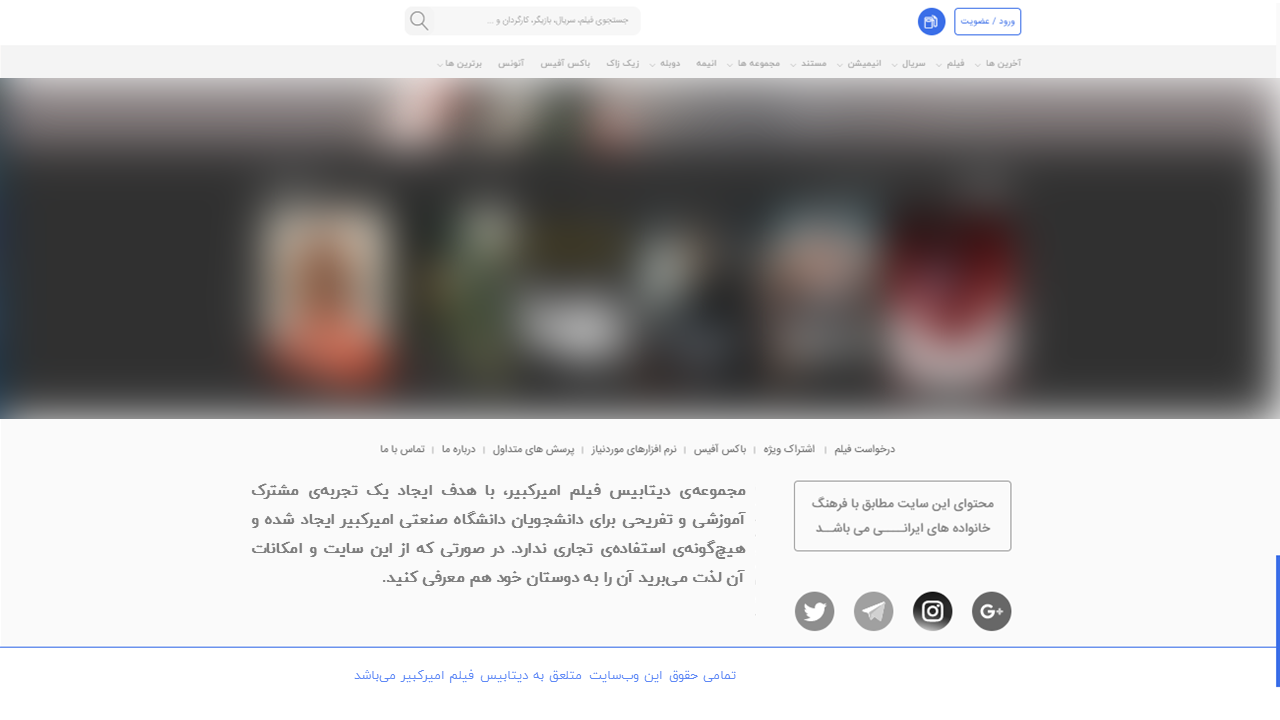 ورود / عضویت
جستجوی فیلم، سریال، بازیگر، کارگردان و ...
آخرین ها فیلم سریال انیمیشن مستند مجموعه ها انیمه دوبله زیک زاک باکس آفیس آنونس برترین ها
درخواست فیلم | اشتراک ویژه | باکس آفیس | نرم افزارهای موردنیاز | پرسش های متداول | درباره ما | تماس با ما
محتوای این سایت مطابق با فرهنگ
خانواده های ایرانـــــی می باشــد
مجموعه‌ی دیتابیس فیلم امیرکبیر، با هدف ایجاد یک تجربه‌ی مشترک
آموزشی و تفریحی برای دانشجویان دانشگاه صنعتی امیرکبیر ایجاد شده و
هیچ‌گونه‌ی استفاده‌ی تجاری ندارد. در صورتی که از این سایت و امکانات
آن لذت می‌برید آن را به دوستان خود هم معرفی کنید.
G+
تمامی حقوق این وب‌سایت متلعق به دیتابیس فیلم امیرکبیر می‌باشد